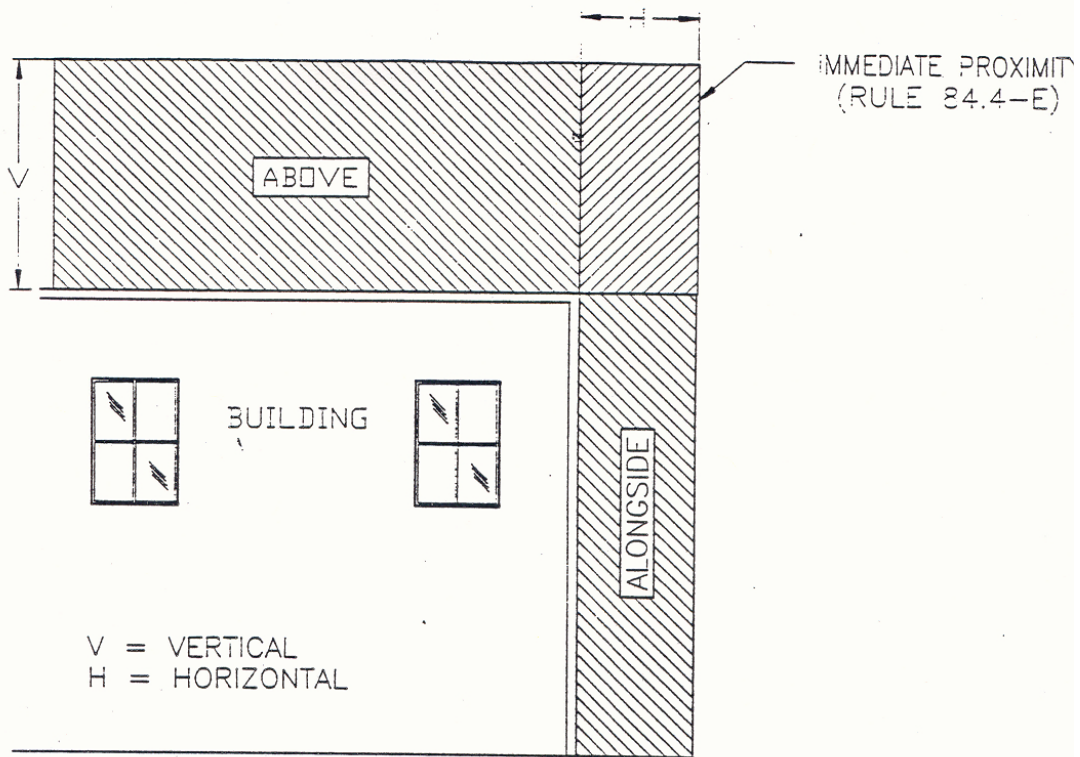 H
IMMEDIATE PROXIMITY
(RULE 84.4-E)
V
ABOVE
BUILDING
ALONGSIDE
V = VERTICAL
H = HORIZONTAL